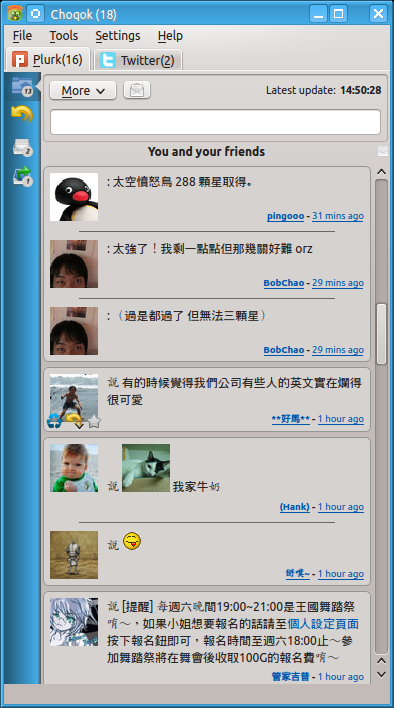 Choqok (18)
File Tools Settings Help
Plurk(16) Twitter(2)
13
2
1
More
Latest update: 14:50:28
You and your friends
: 太空憤怒鳥 288 顆星取得。
pingooo - 31 mins ago
: 太強了！我剩一點點但那幾關好難 orz
BobChao - 29 mins ago
: （過是都過了 但無法三顆星）
BobChao - 29 mins ago
說 有的時候覺得我們公司有些人的英文實在爛得
很可愛
**好馬** - 1 hour ago
說 我家牛奶
(Hank) - 1 hour ago
說
~ - 1 hour ago
說 [提醒] 每週六晚間19:00~21:00是王國舞踏祭
唷～，如果小姐想要報名的話請至個人設定頁面
按下報名鈕即可，報名時間至週六18:00止～參
加舞踏祭將在舞會後收取100G的報名費唷～
管家吉普 - 1 hour ago